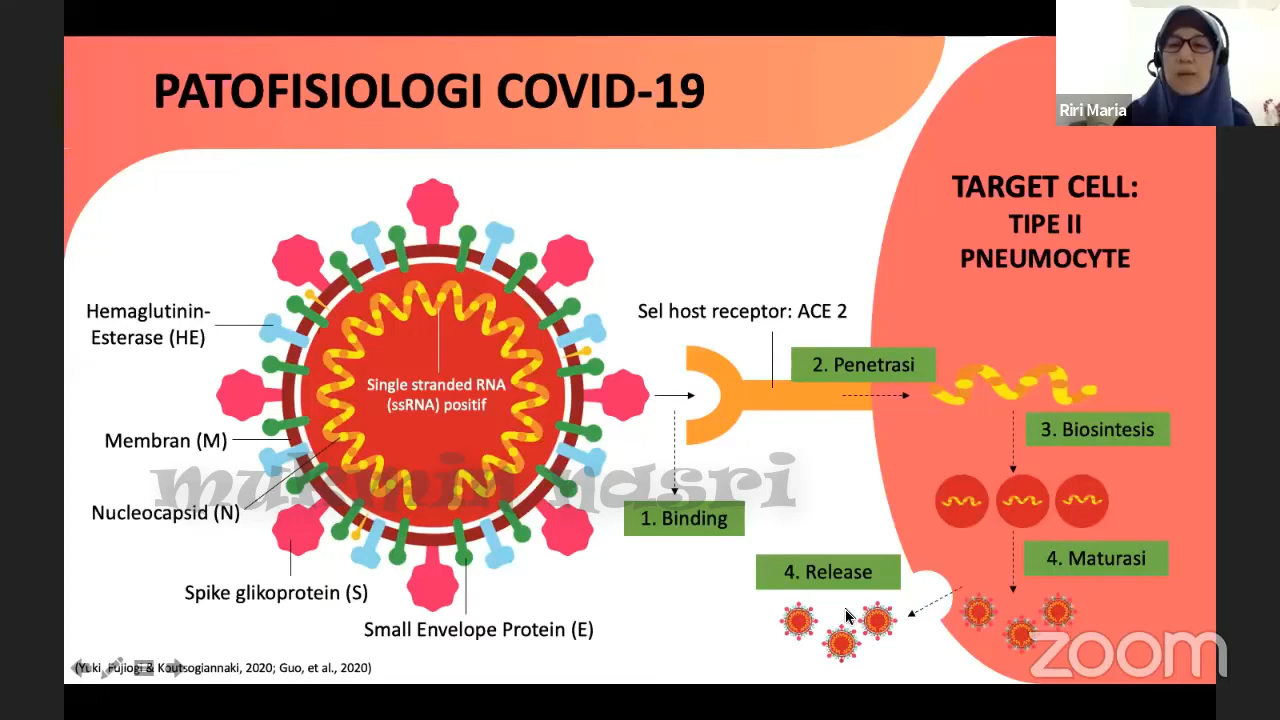 PATOFISIOLOGI COVID-19
Riri Maria
TARGET CELL:
TIPE II
PNEUMOCYTE
Hemaglutinin-
Esterase (HE)
Sel host receptor: ACE 2
2. Penetrasi
Single stranded RNA
(ssRNA) positif
3. Biosintesis
Membran (M)
mukmin nasri
Nucleocapsid (N)
1. Binding
4. Maturasi
4. Release
Spike glikoprotein (S)
Small Envelope Protein (E)
zoom
(Yuki, Fujiogi & Koutsogiannaki, 2020; Guo, et al., 2020)